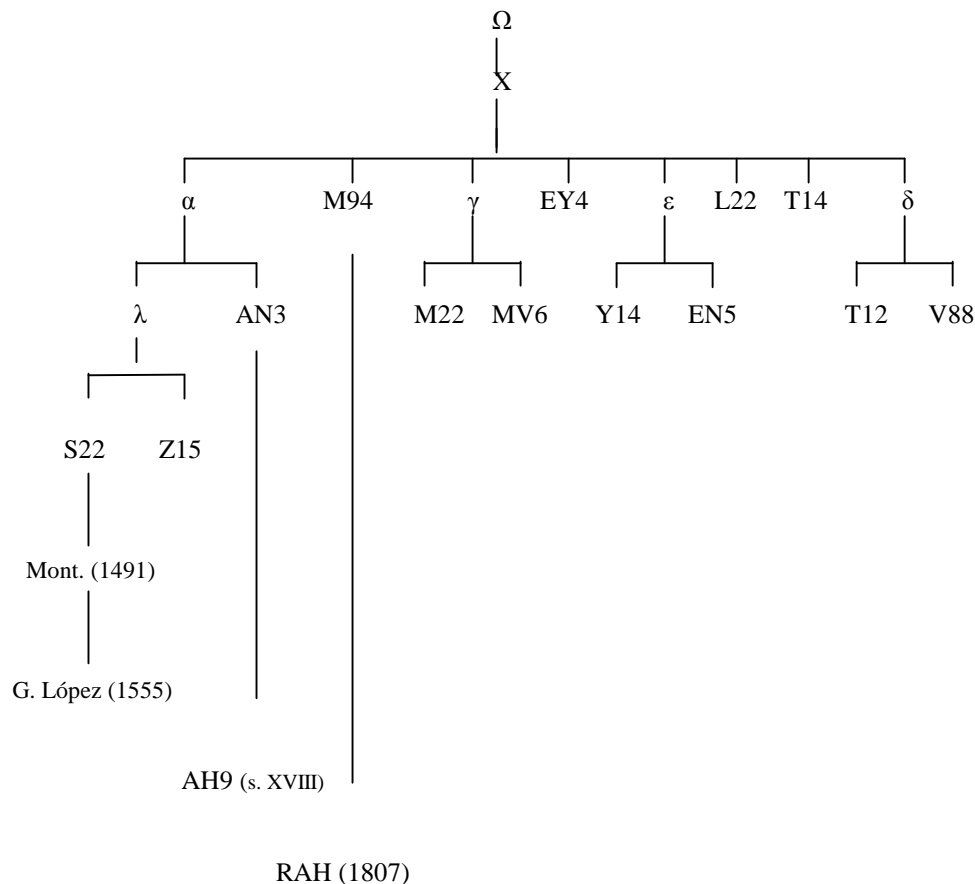 Ω
X
α M94 γ EY4 ε L22 T14 δ
λ AN3 M22 MV6 Y14 EN5 T12 V88
S22 Z15
Mont. (1491)
G. López (1555)
AH9 (s. XVIII)
RAH (1807)